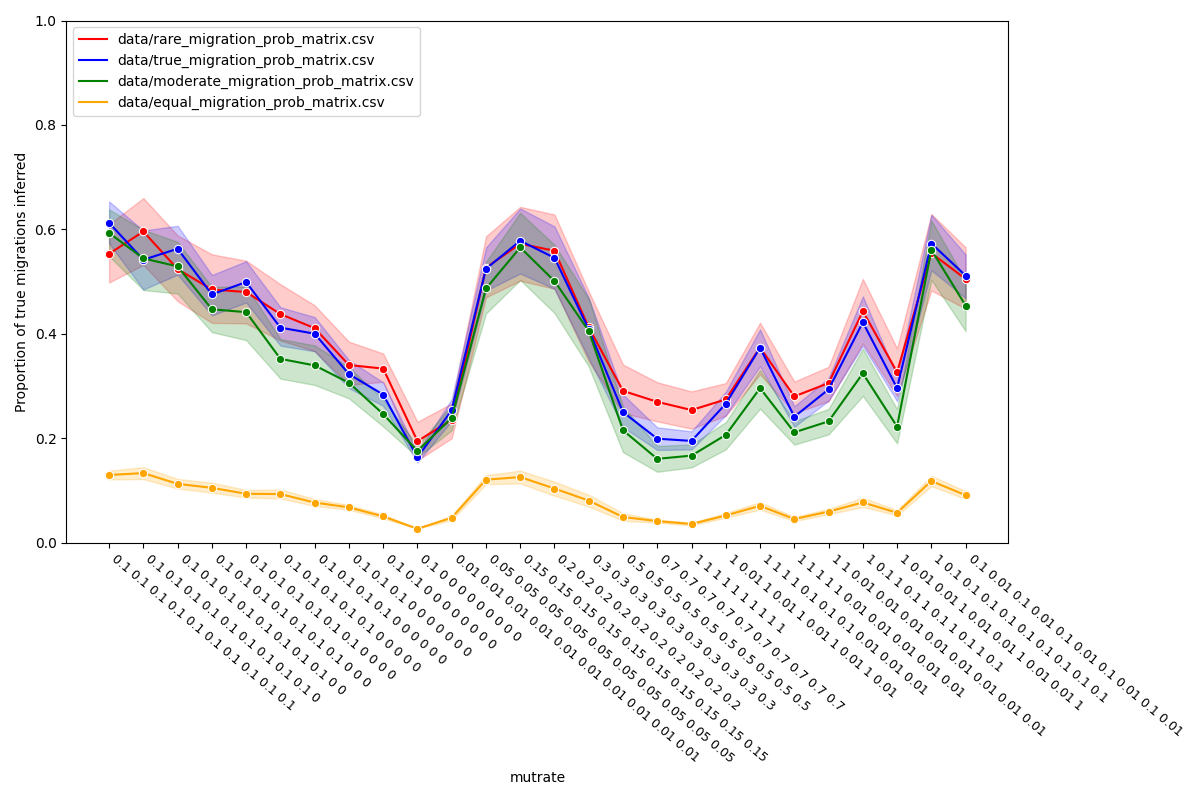 1.0
0.8
0.6
0.4
0.2
0.0
Proportion of true migrations inferred
data/rare_migration_prob_matrix.csv
data/true_migration_prob_matrix.csv
data/moderate_migration_prob_matrix.csv
data/equal_migration_prob_matrix.csv
0.1 0.1 0.1 0.1 0.1 0.1 0.1 0.1 0.1 0.1
0.1 0.1 0.1 0.1 0.1 0.1 0.1 0.1 0.1 0
0.1 0.1 0.1 0.1 0.1 0.1 0.1 0.1 0 0
0.1 0.1 0.1 0.1 0.1 0.1 0.1 0 0 0
0.1 0.1 0.1 0.1 0.1 0.1 0 0 0 0
0.1 0.1 0.1 0.1 0.1 0 0 0 0 0
0.1 0.1 0.1 0.1 0 0 0 0 0 0
0.1 0.1 0.1 0 0 0 0 0 0 0
0.1 0.1 0 0 0 0 0 0 0 0
0.1 0 0 0 0 0 0 0 0 0
0.01 0.01 0.01 0.01 0.01 0.01 0.01 0.01 0.01 0.01
0.05 0.05 0.05 0.05 0.05 0.05 0.05 0.05 0.05 0.05
0.15 0.15 0.15 0.15 0.15 0.15 0.15 0.15 0.15 0.15
0.2 0.2 0.2 0.2 0.2 0.2 0.2 0.2 0.2 0.2
0.3 0.3 0.3 0.3 0.3 0.3 0.3 0.3 0.3 0.3
0.5 0.5 0.5 0.5 0.5 0.5 0.5 0.5 0.5 0.5
0.7 0.7 0.7 0.7 0.7 0.7 0.7 0.7 0.7 0.7
1 1 1 1 1 1 1 1 1 1
1 0.01 1 0.01 1 0.01 1 0.01 1 0.01
1 1 1 1 0.1 0.1 0.1 0.01 0.01 0.01
1 1 1 1 1 0.01 0.01 0.01 0.01 0.01
1 1 0.01 0.01 0.01 0.01 0.01 0.01 0.01 0.01
1 0.1 1 0.1 1 0.1 1 0.1 1 0.1
1 0.01 0.01 1 0.01 0.01 1 0.01 0.01 1
1 0.1 0.1 0.1 0.1 0.1 0.1 0.1 0.1 0.1
0.1 0.01 0.1 0.01 0.1 0.01 0.1 0.01 0.1 0.01
mutrate